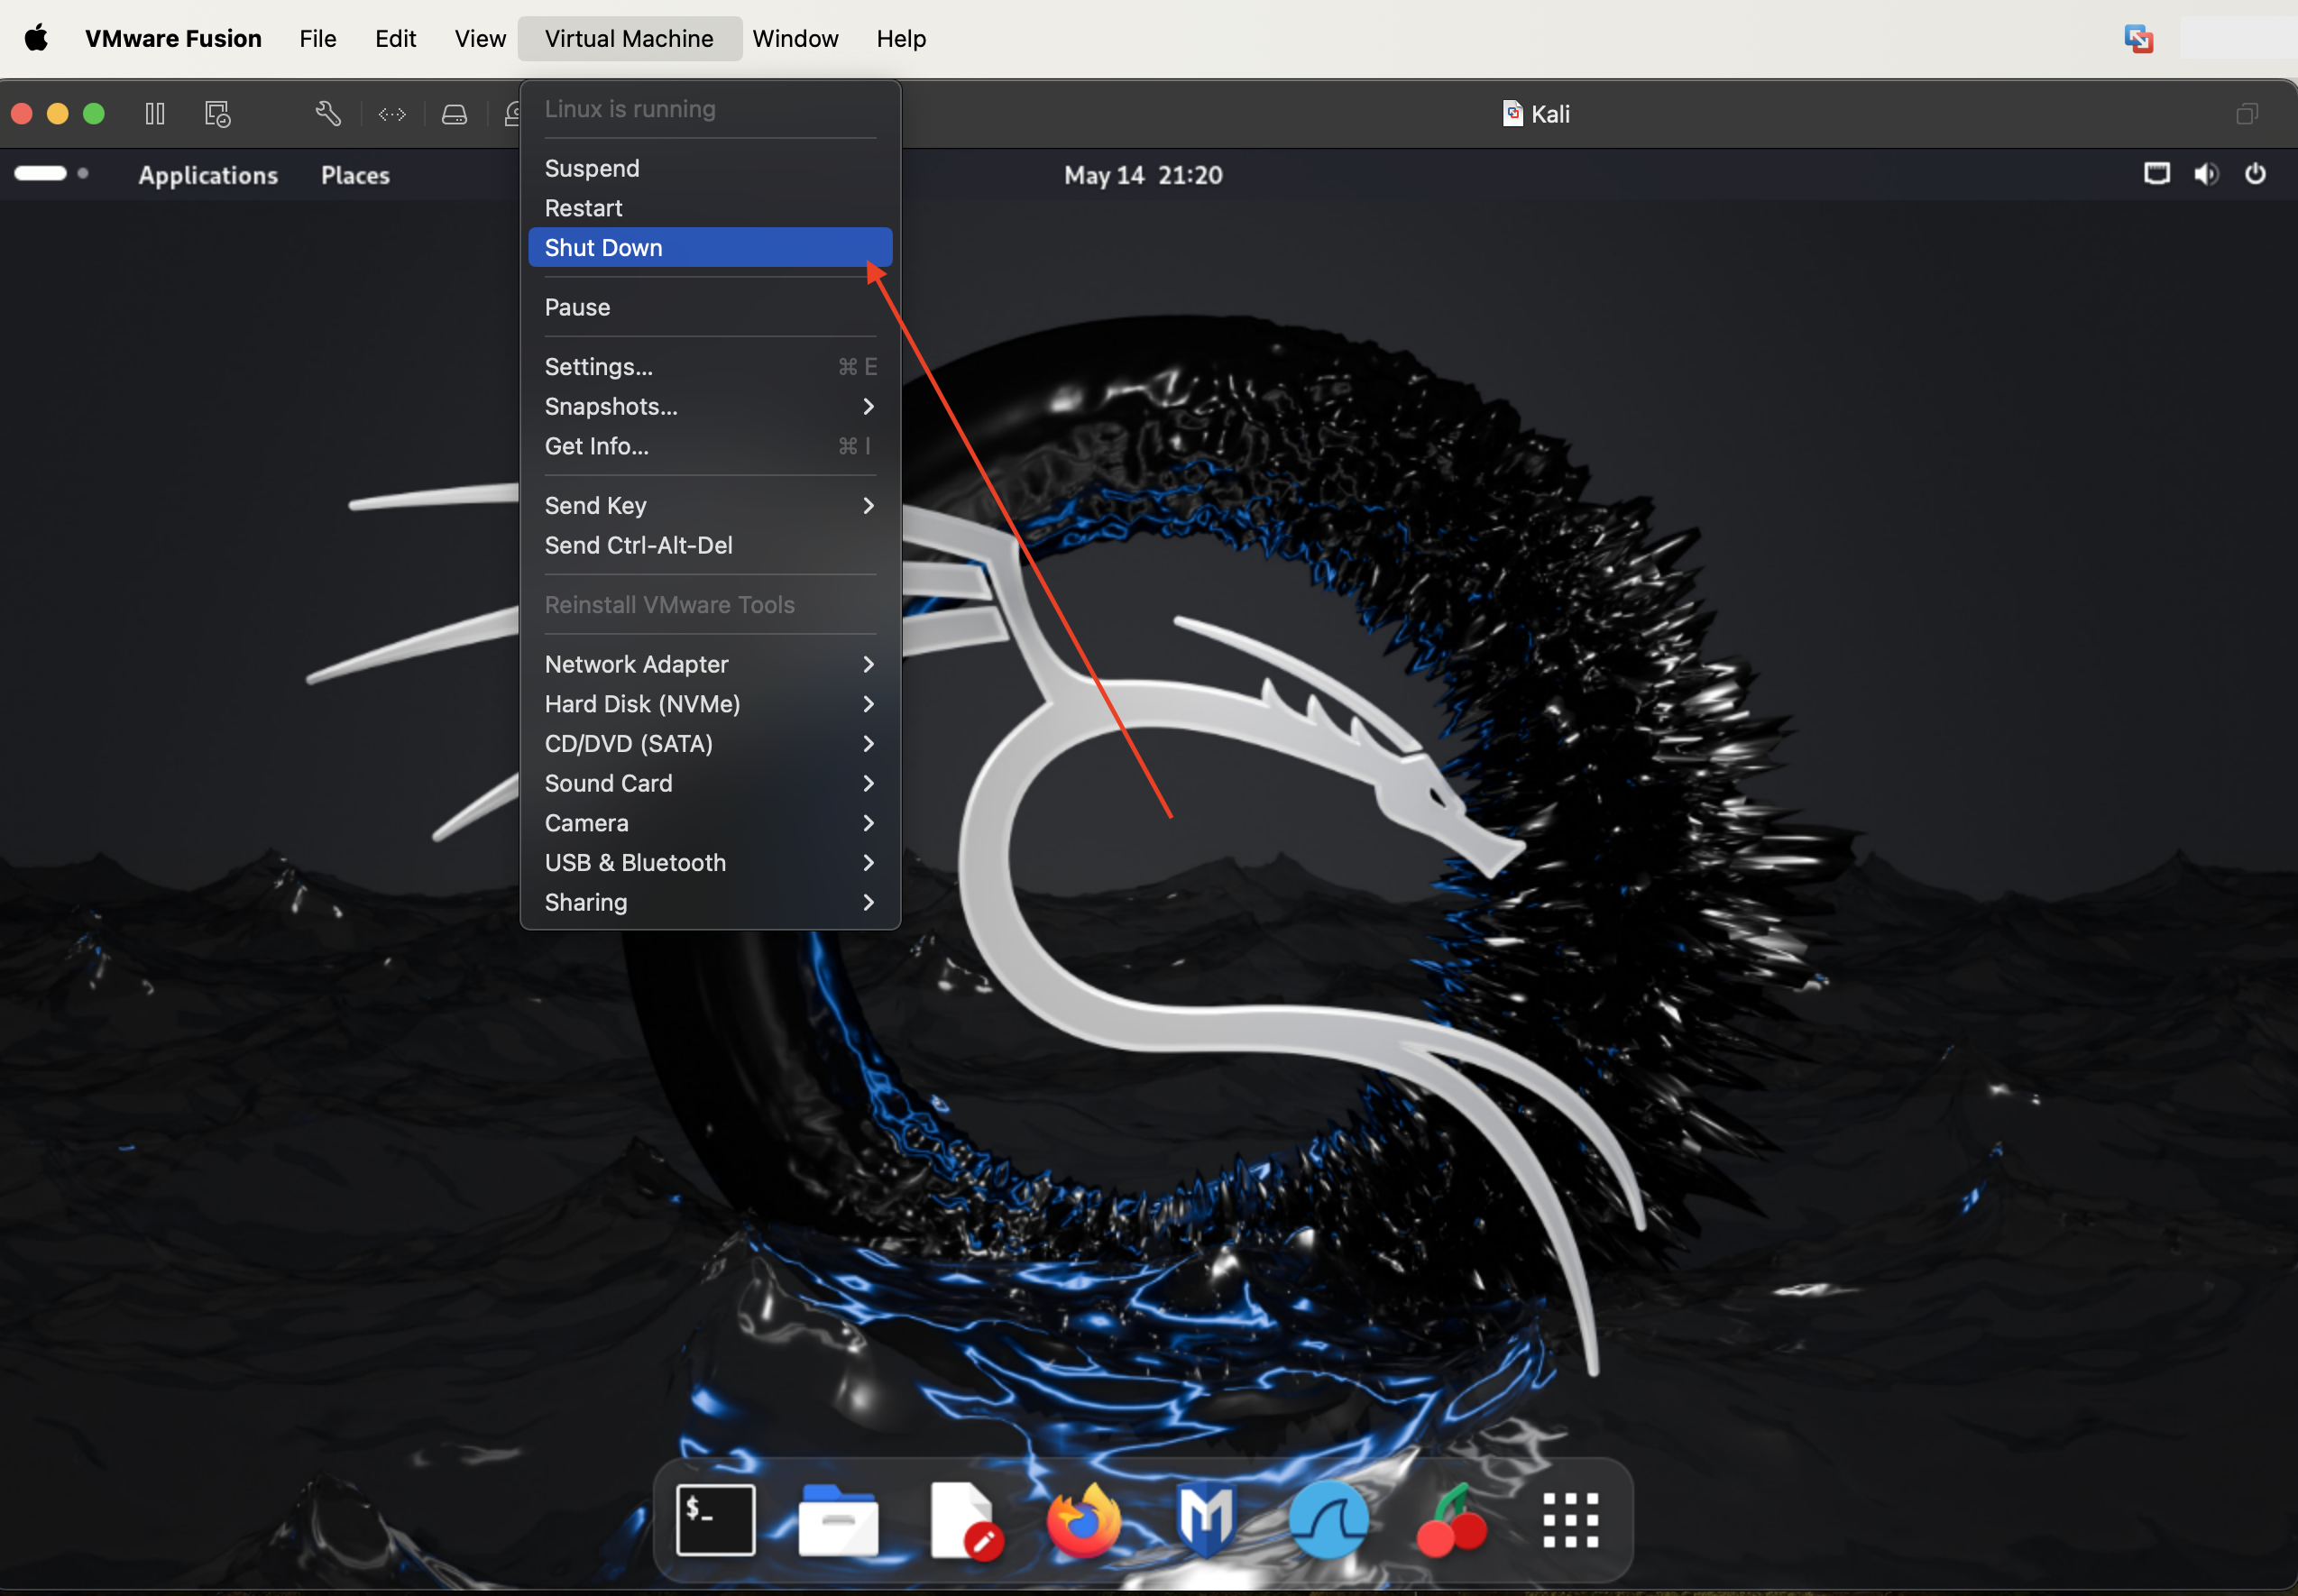 VMware Fusion File Edit View Virtual Machine Window Help
Kali
Applications Places May 14 21:20
Linux is running
Suspend
Restart
Shut Down
Pause
Settings... ⌘ E
Snapshots...
Get Info... ⌘ I
Send Key
Send Ctrl-Alt-Del
Reinstall VMware Tools
Network Adapter
Hard Disk (NVMe)
CD/DVD (SATA)
Sound Card
Camera
USB & Bluetooth
Sharing
$_